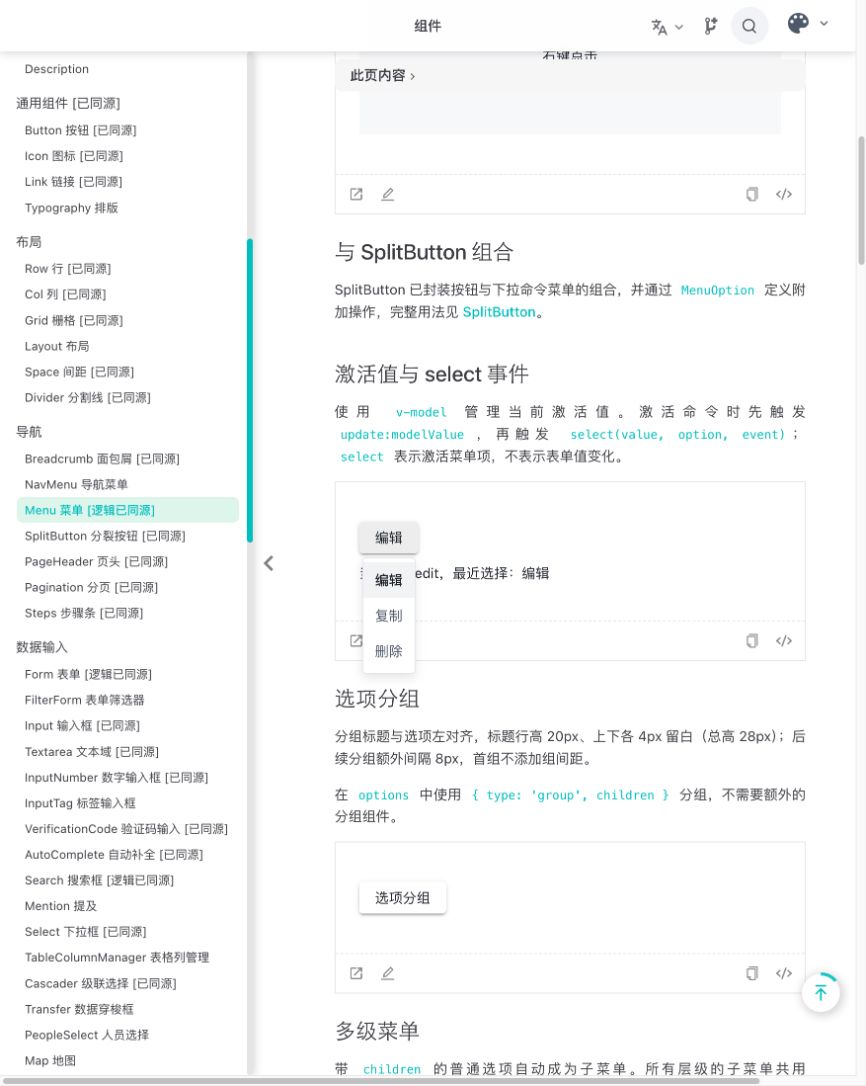 组件
Description
通用组件 [已同源]
Button 按钮 [已同源]
Icon 图标 [已同源]
Link 链接 [已同源]
Typography 排版
布局
Row 行 [已同源]
Col 列 [已同源]
Grid 栅格 [已同源]
Layout 布局
Space 间距 [已同源]
Divider 分割线 [已同源]
导航
Breadcrumb 面包屑 [已同源]
NavMenu 导航菜单
Menu 菜单 [逻辑已同源]
SplitButton 分裂按钮 [已同源]
PageHeader 页头 [已同源]
Pagination 分页 [已同源]
Steps 步骤条 [已同源]
数据输入
Form 表单 [逻辑已同源]
FilterForm 表单筛选器
Input 输入框 [已同源]
Textarea 文本域 [已同源]
InputNumber 数字输入框 [已同源]
InputTag 标签输入框
VerificationCode 验证码输入 [已同源]
AutoComplete 自动补全 [已同源]
Search 搜索框 [逻辑已同源]
Mention 提及
Select 下拉框 [已同源]
TableColumnManager 表格列管理
Cascader 级联选择 [已同源]
Transfer 数据穿梭框
PeopleSelect 人员选择
Map 地图
右键点击
此页内容 ›
与 SplitButton 组合
SplitButton 已封装按钮与下拉命令菜单的组合，并通过 MenuOption 定义附
加操作，完整用法见 SplitButton。
激活值与 select 事件
使用 v-model 管理当前激活值。激活命令时先触发
update:modelValue ，再触发 select(value, option, event)；
select 表示激活菜单项，不表示表单值变化。
编辑
edit，最近选择：编辑
编辑
复制
删除
选项分组
分组标题与选项左对齐，标题行高 20px、上下各 4px 留白（总高 28px）；后
续分组额外间隔 8px，首组不添加组间距。
在 options 中使用 { type: 'group', children } 分组，不需要额外的
分组组件。
选项分组
多级菜单
带 children 的普通选项自动成为子菜单。所有层级的子菜单共用